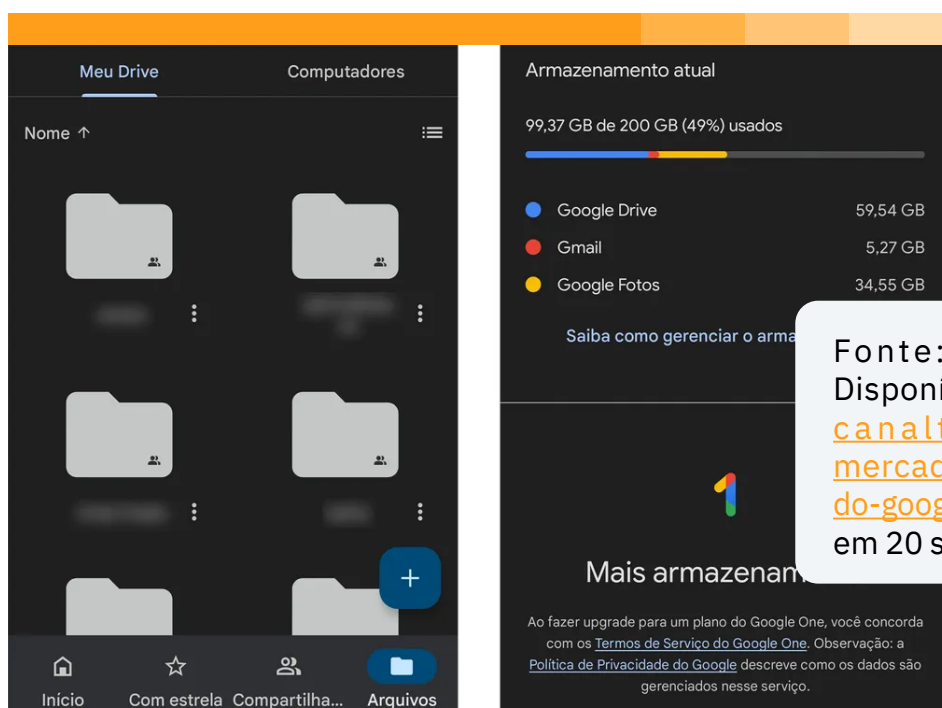 Meu Drive
Computadores
Nome ↑
Início
Com estrela
Compartilha...
Arquivos
Armazenamento atual
99,37 GB de 200 GB (49%) usados
Google Drive 59,54 GB
Gmail 5,27 GB
Google Fotos 34,55 GB
Saiba como gerenciar o arma
Mais armazenam
Ao fazer upgrade para um plano do Google One, você concorda
com os Termos de Serviço do Google One. Observação: a
Política de Privacidade do Google descreve como os dados são
gerenciados nesse serviço.
Fonte:
Disponí
canalt
mercad
do-goog
em 20 s